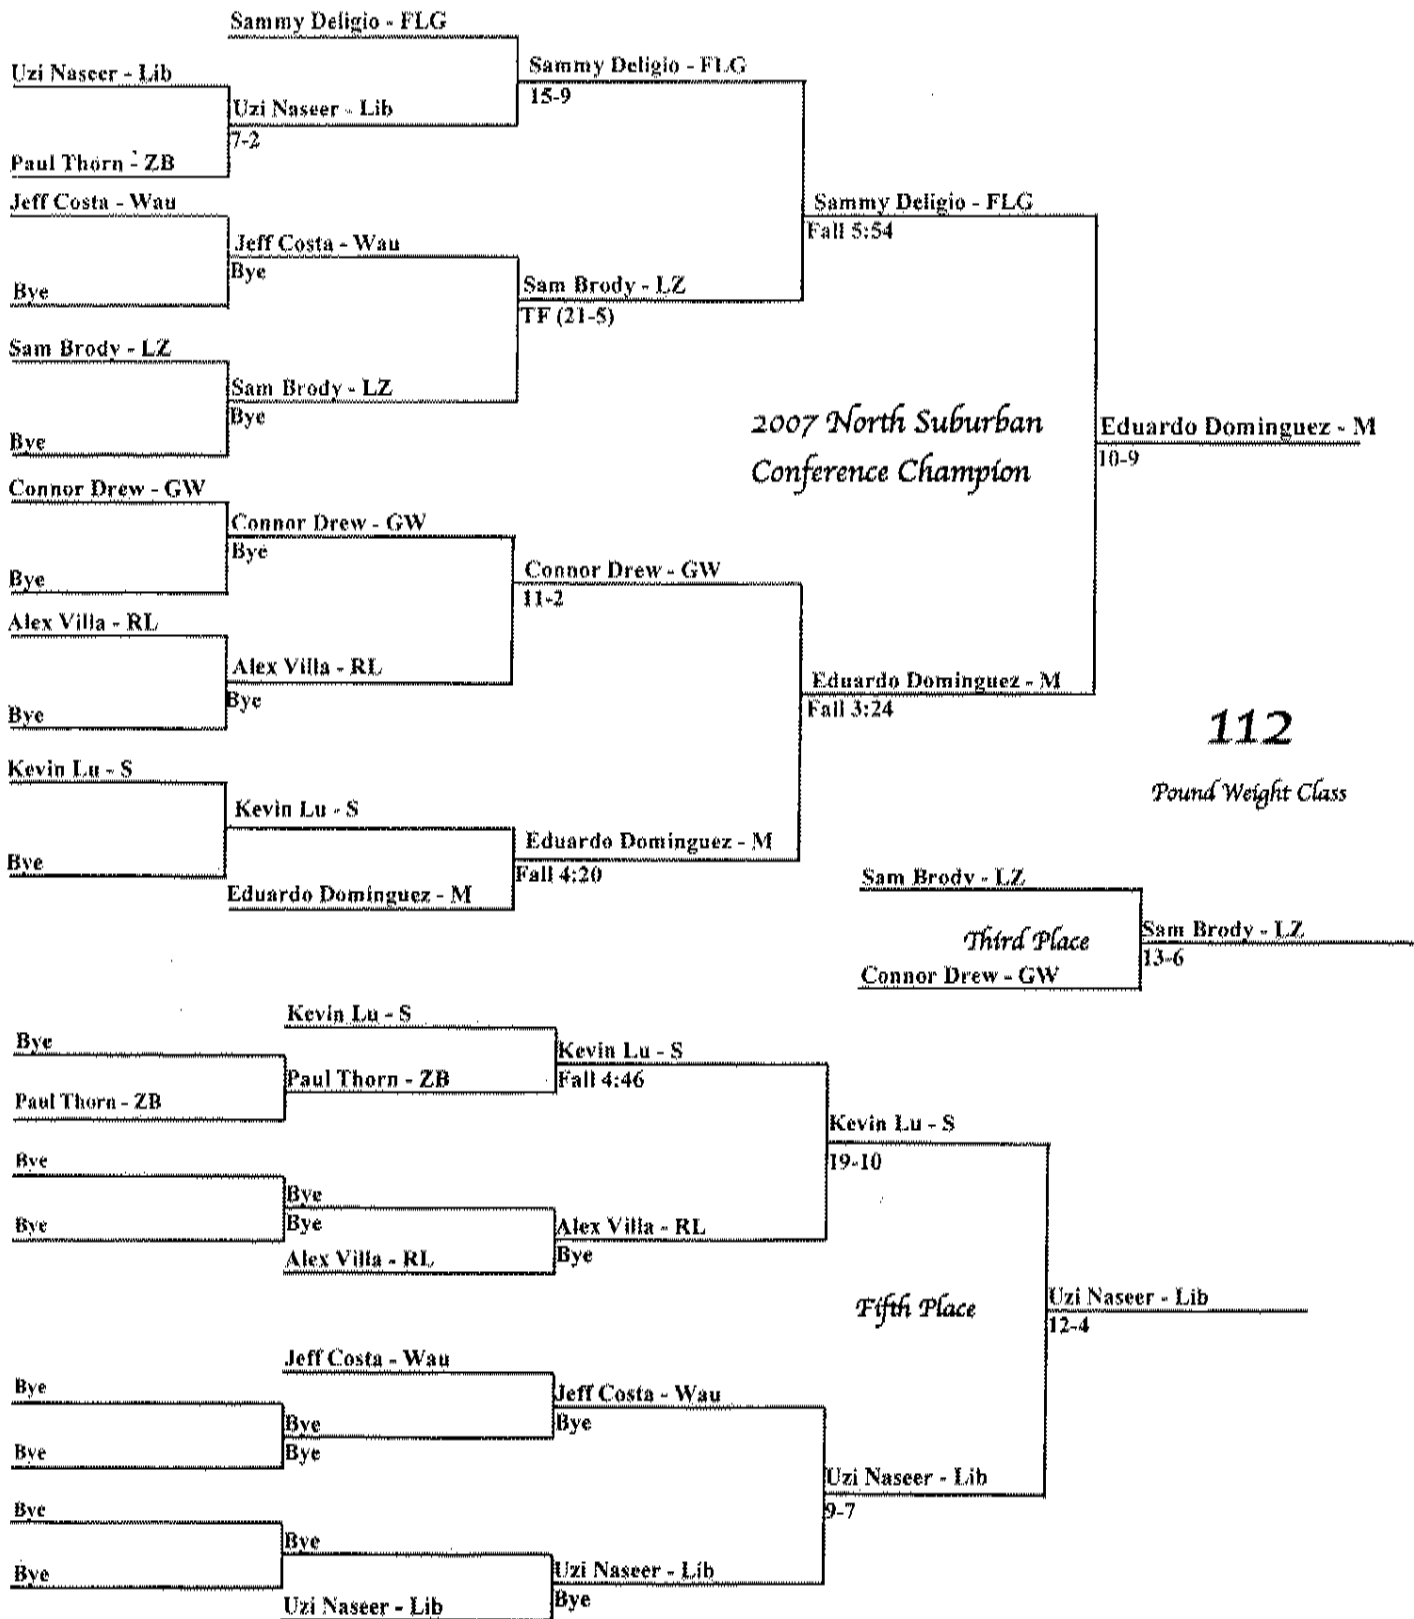 Sammy Deligio - FLG
Uzi Naseer - Lib
Sammy Deligio - FLG
15-9
Uzi Naseer - Lib
7-2
Paul Thorn - ZB
Jeff Costa - Wau
Sammy Deligio - FLG
Fall 5:54
Jeff Costa - Wau
Bye
Bye
Sam Brody - LZ
TF (21-5)
Sam Brody - LZ
Sam Brody - LZ
Bye
Bye
2007 North Suburban
Conference Champion
Eduardo Dominguez - M
10-9
Connor Drew - GW
Connor Drew - GW
Bye
Bye
Connor Drew - GW
11-2
Alex Villa - RL
Alex Villa - RL
Bye
Bye
Eduardo Dominguez - M
Fall 3:24
112
Pound Weight Class
Kevin Lu - S
Kevin Lu - S
Bye
Eduardo Dominguez - M
Fall 4:20
Eduardo Dominguez - M
Sam Brody - LZ
Third Place
Sam Brody - LZ
13-6
Connor Drew - GW
Kevin Lu - S
Bye
Kevin Lu - S
Fall 4:46
Paul Thorn - ZB
Paul Thorn - ZB
Kevin Lu - S
19-10
Bye
Bye
Bye
Bye
Alex Villa - RL
Bye
Alex Villa - RL
Fifth Place
Uzi Naseer - Lib
12-4
Jeff Costa - Wau
Bye
Jeff Costa - Wau
Bye
Bye
Bye
Bye
Uzi Naseer - Lib
9-7
Bye
Bye
Bye
Uzi Naseer - Lib
Bye
Uzi Naseer - Lib